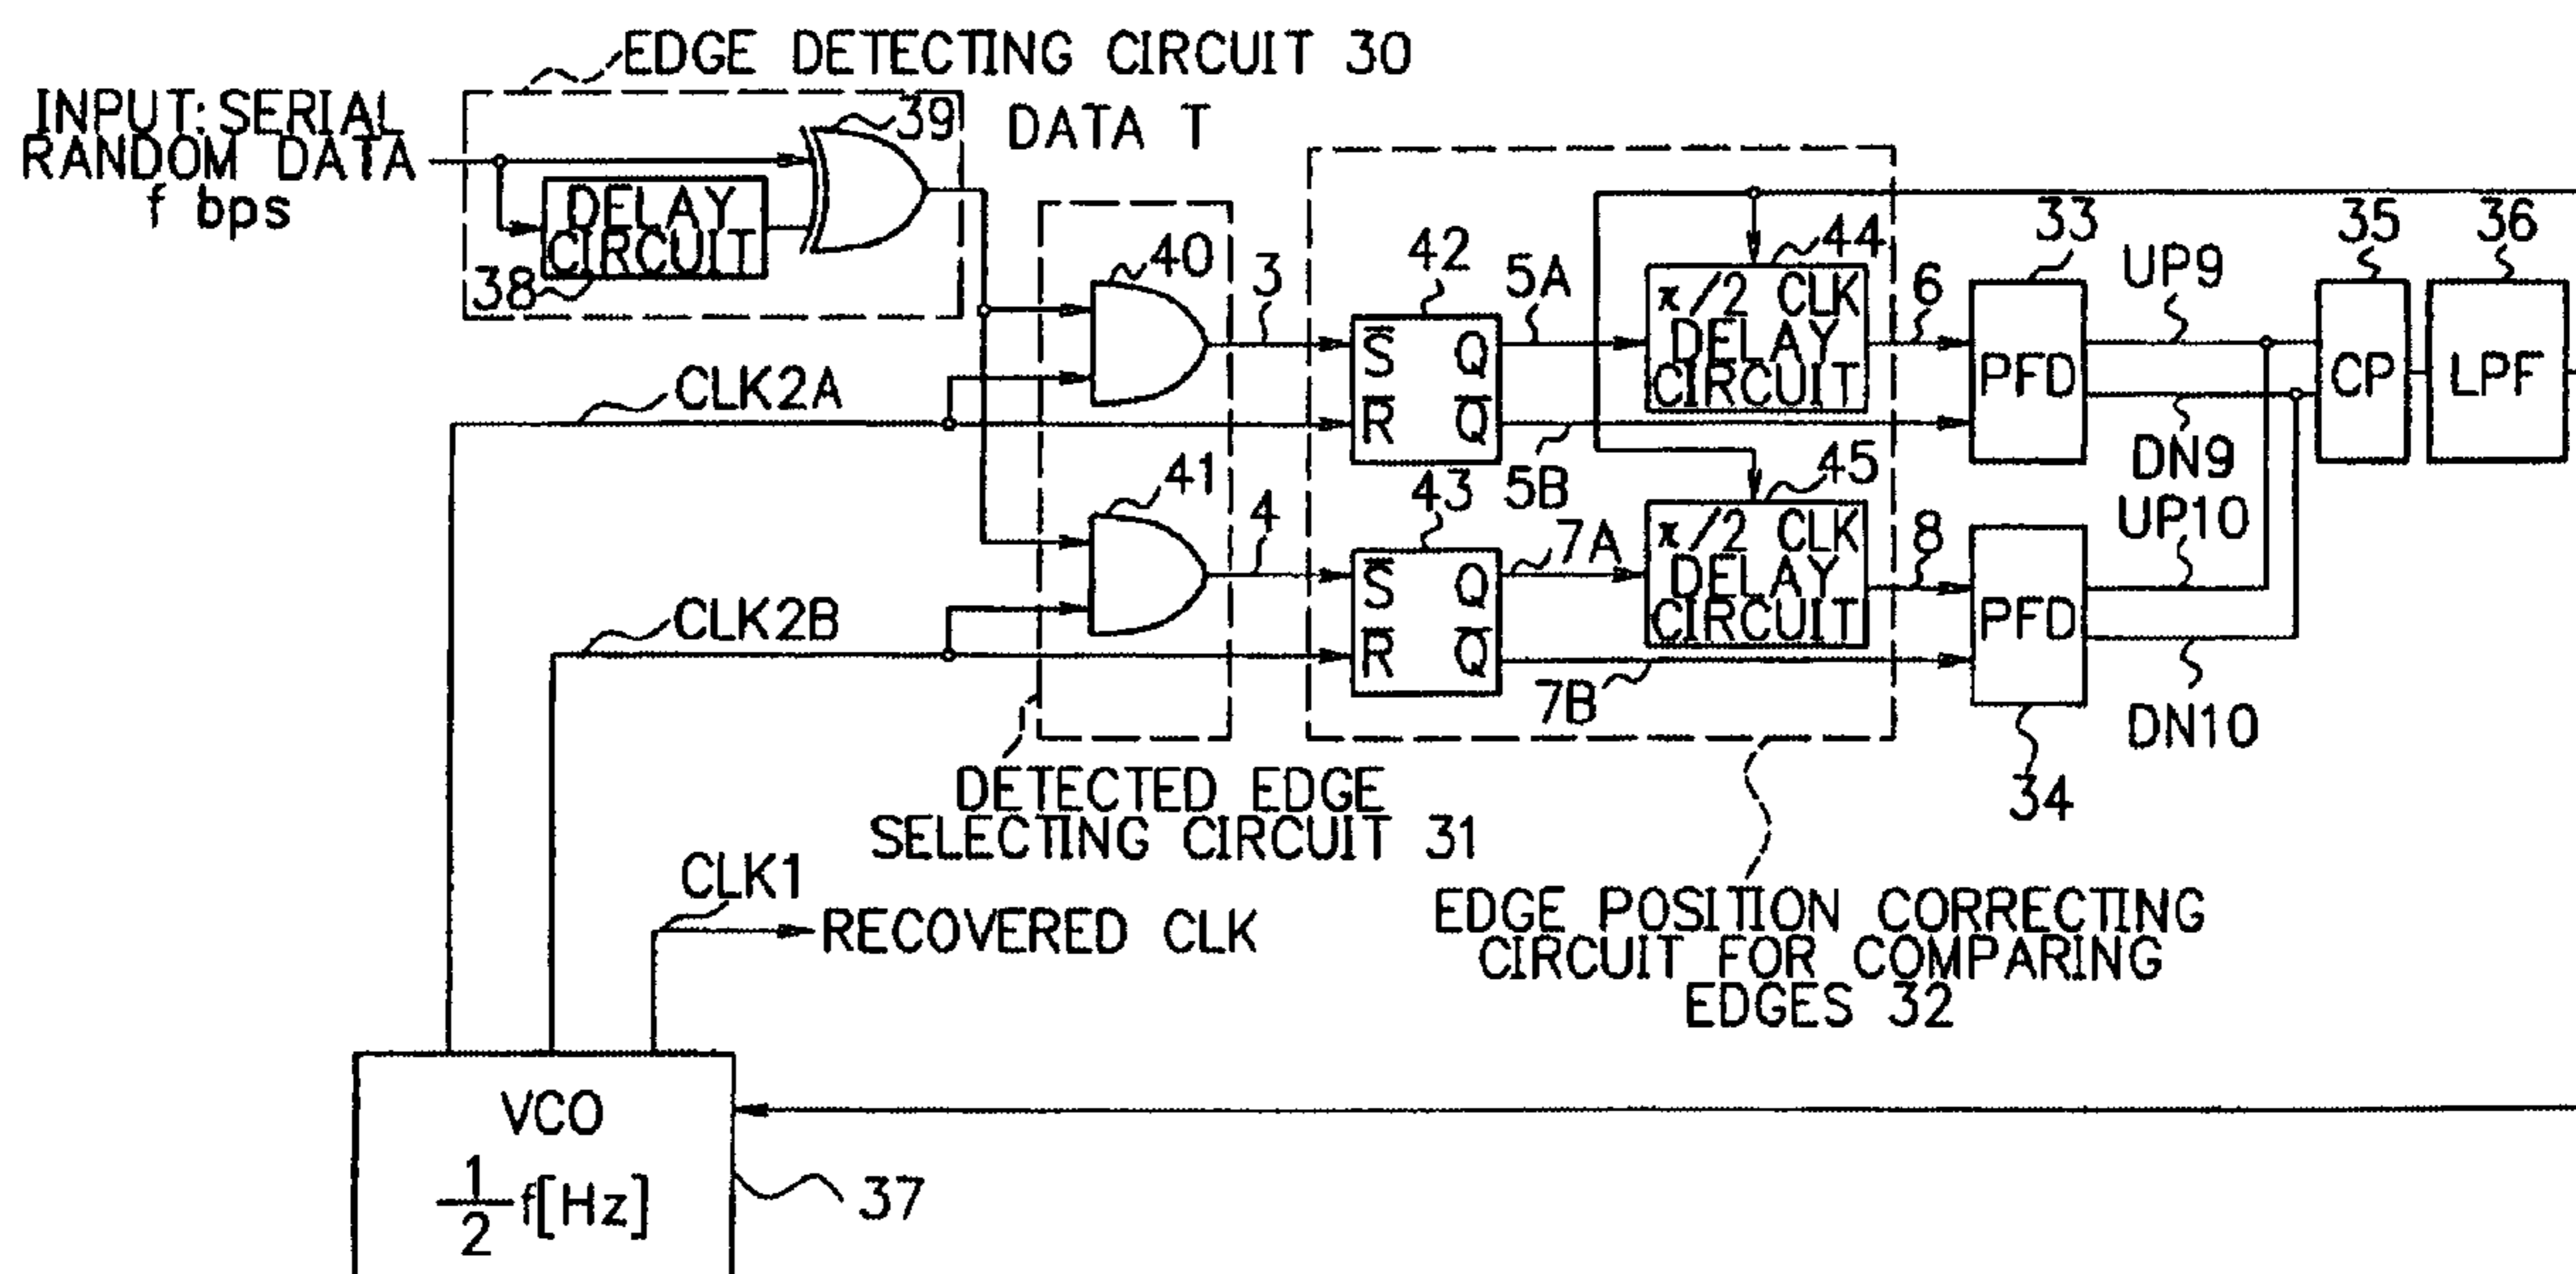 EDGE DETECTING CIRCUIT 30
INPUT: SERIAL
RANDOM DATA
f bps
39
DATA T
DELAY
CIRCUIT
38
40
3
42
5A
44
π/2 CLK
DELAY
CIRCUIT
6
33
UP9
35
36
S̅ Q
R̅ Q̅
PFD
CP
LPF
CLK2A
5B
DN9
41
4
43
7A
45
π/2 CLK
DELAY
CIRCUIT
8
UP10
S̅ Q
R̅ Q̅
PFD
CLK2B
7B
DN10
34
DETECTED EDGE
SELECTING CIRCUIT 31
CLK1
RECOVERED CLK
EDGE POSITION CORRECTING
CIRCUIT FOR COMPARING
EDGES 32
VCO
1/2 f[Hz]
37